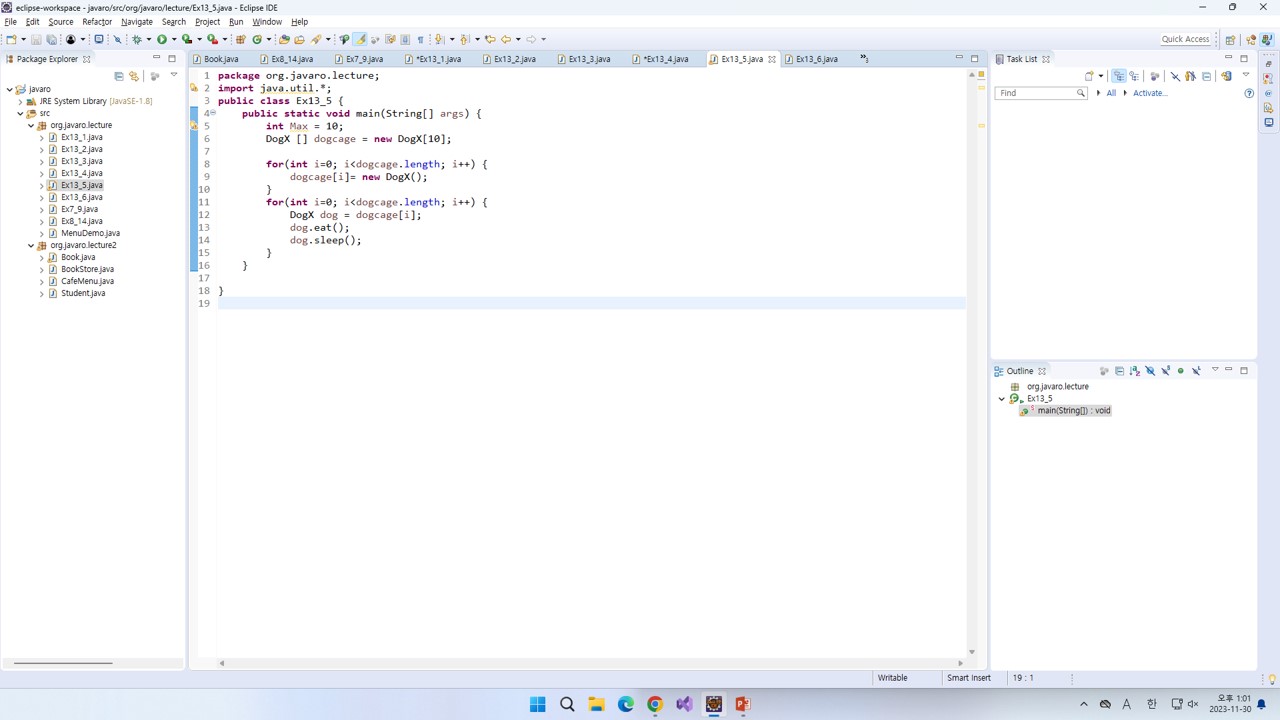 eclipse-workspace - javaro/src/org/javaro/lecture/Ex13_5.java - Eclipse IDE
File Edit Source Refactor Navigate Search Project Run Window Help
Quick Access
Package Explorer
Book.java Ex8_14.java Ex7_9.java *Ex13_1.java Ex13_2.java Ex13_3.java *Ex13_4.java Ex13_5.java Ex13_6.java
Task List
javaro
JRE System Library [JavaSE-1.8]
src
org.javaro.lecture
Ex13_1.java
Ex13_2.java
Ex13_3.java
Ex13_4.java
Ex13_5.java
Ex13_6.java
Ex7_9.java
Ex8_14.java
MenuDemo.java
org.javaro.lecture2
Book.java
BookStore.java
CafeMenu.java
Student.java
1 package org.javaro.lecture;
2 import java.util.*;
3 public class Ex13_5 {
4 public static void main(String[] args) {
5 int Max = 10;
6 DogX [] dogcage = new DogX[10];
7
8 for(int i=0; i<dogcage.length; i++) {
9 dogcage[i]= new DogX();
10 }
11 for(int i=0; i<dogcage.length; i++) {
12 DogX dog = dogcage[i];
13 dog.eat();
14 dog.sleep();
15 }
16 }
17
18 }
19
Find All Activate...
Outline
org.javaro.lecture
Ex13_5
main(String[]) : void
Writable Smart Insert 19 : 1
A 한 오후 1:01
2023-11-30